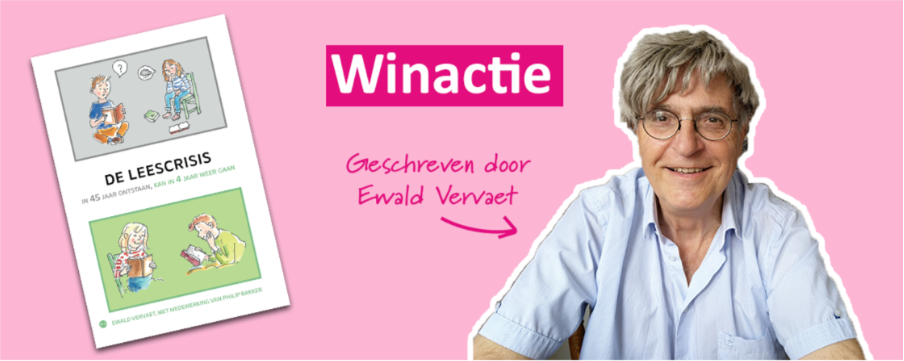 ?
DE LEESCRISIS
IN 45 JAAR ONTSTAAN, KAN IN 4 JAAR WEER GAAN
EWALD VERVAET, MET MEDEWERKING VAN PHILIP BAKKER
Winactie
Geschreven door
Ewald Vervaet